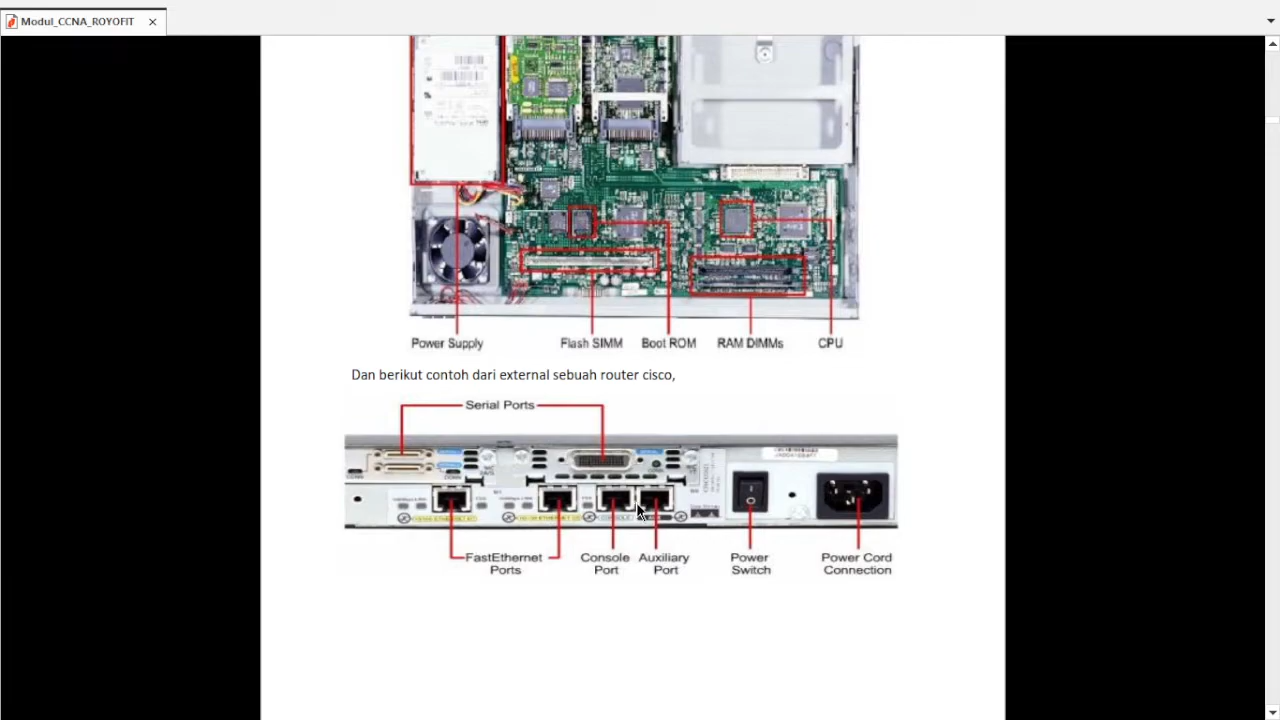 Modul_CCNA_ROYOFIT
Power Supply
Flash SIMM
Boot ROM
RAM DIMMs
CPU
Dan berikut contoh dari external sebuah router cisco,
Serial Ports
FastEthernet
Ports
Console
Port
Auxiliary
Port
Power
Switch
Power Cord
Connection